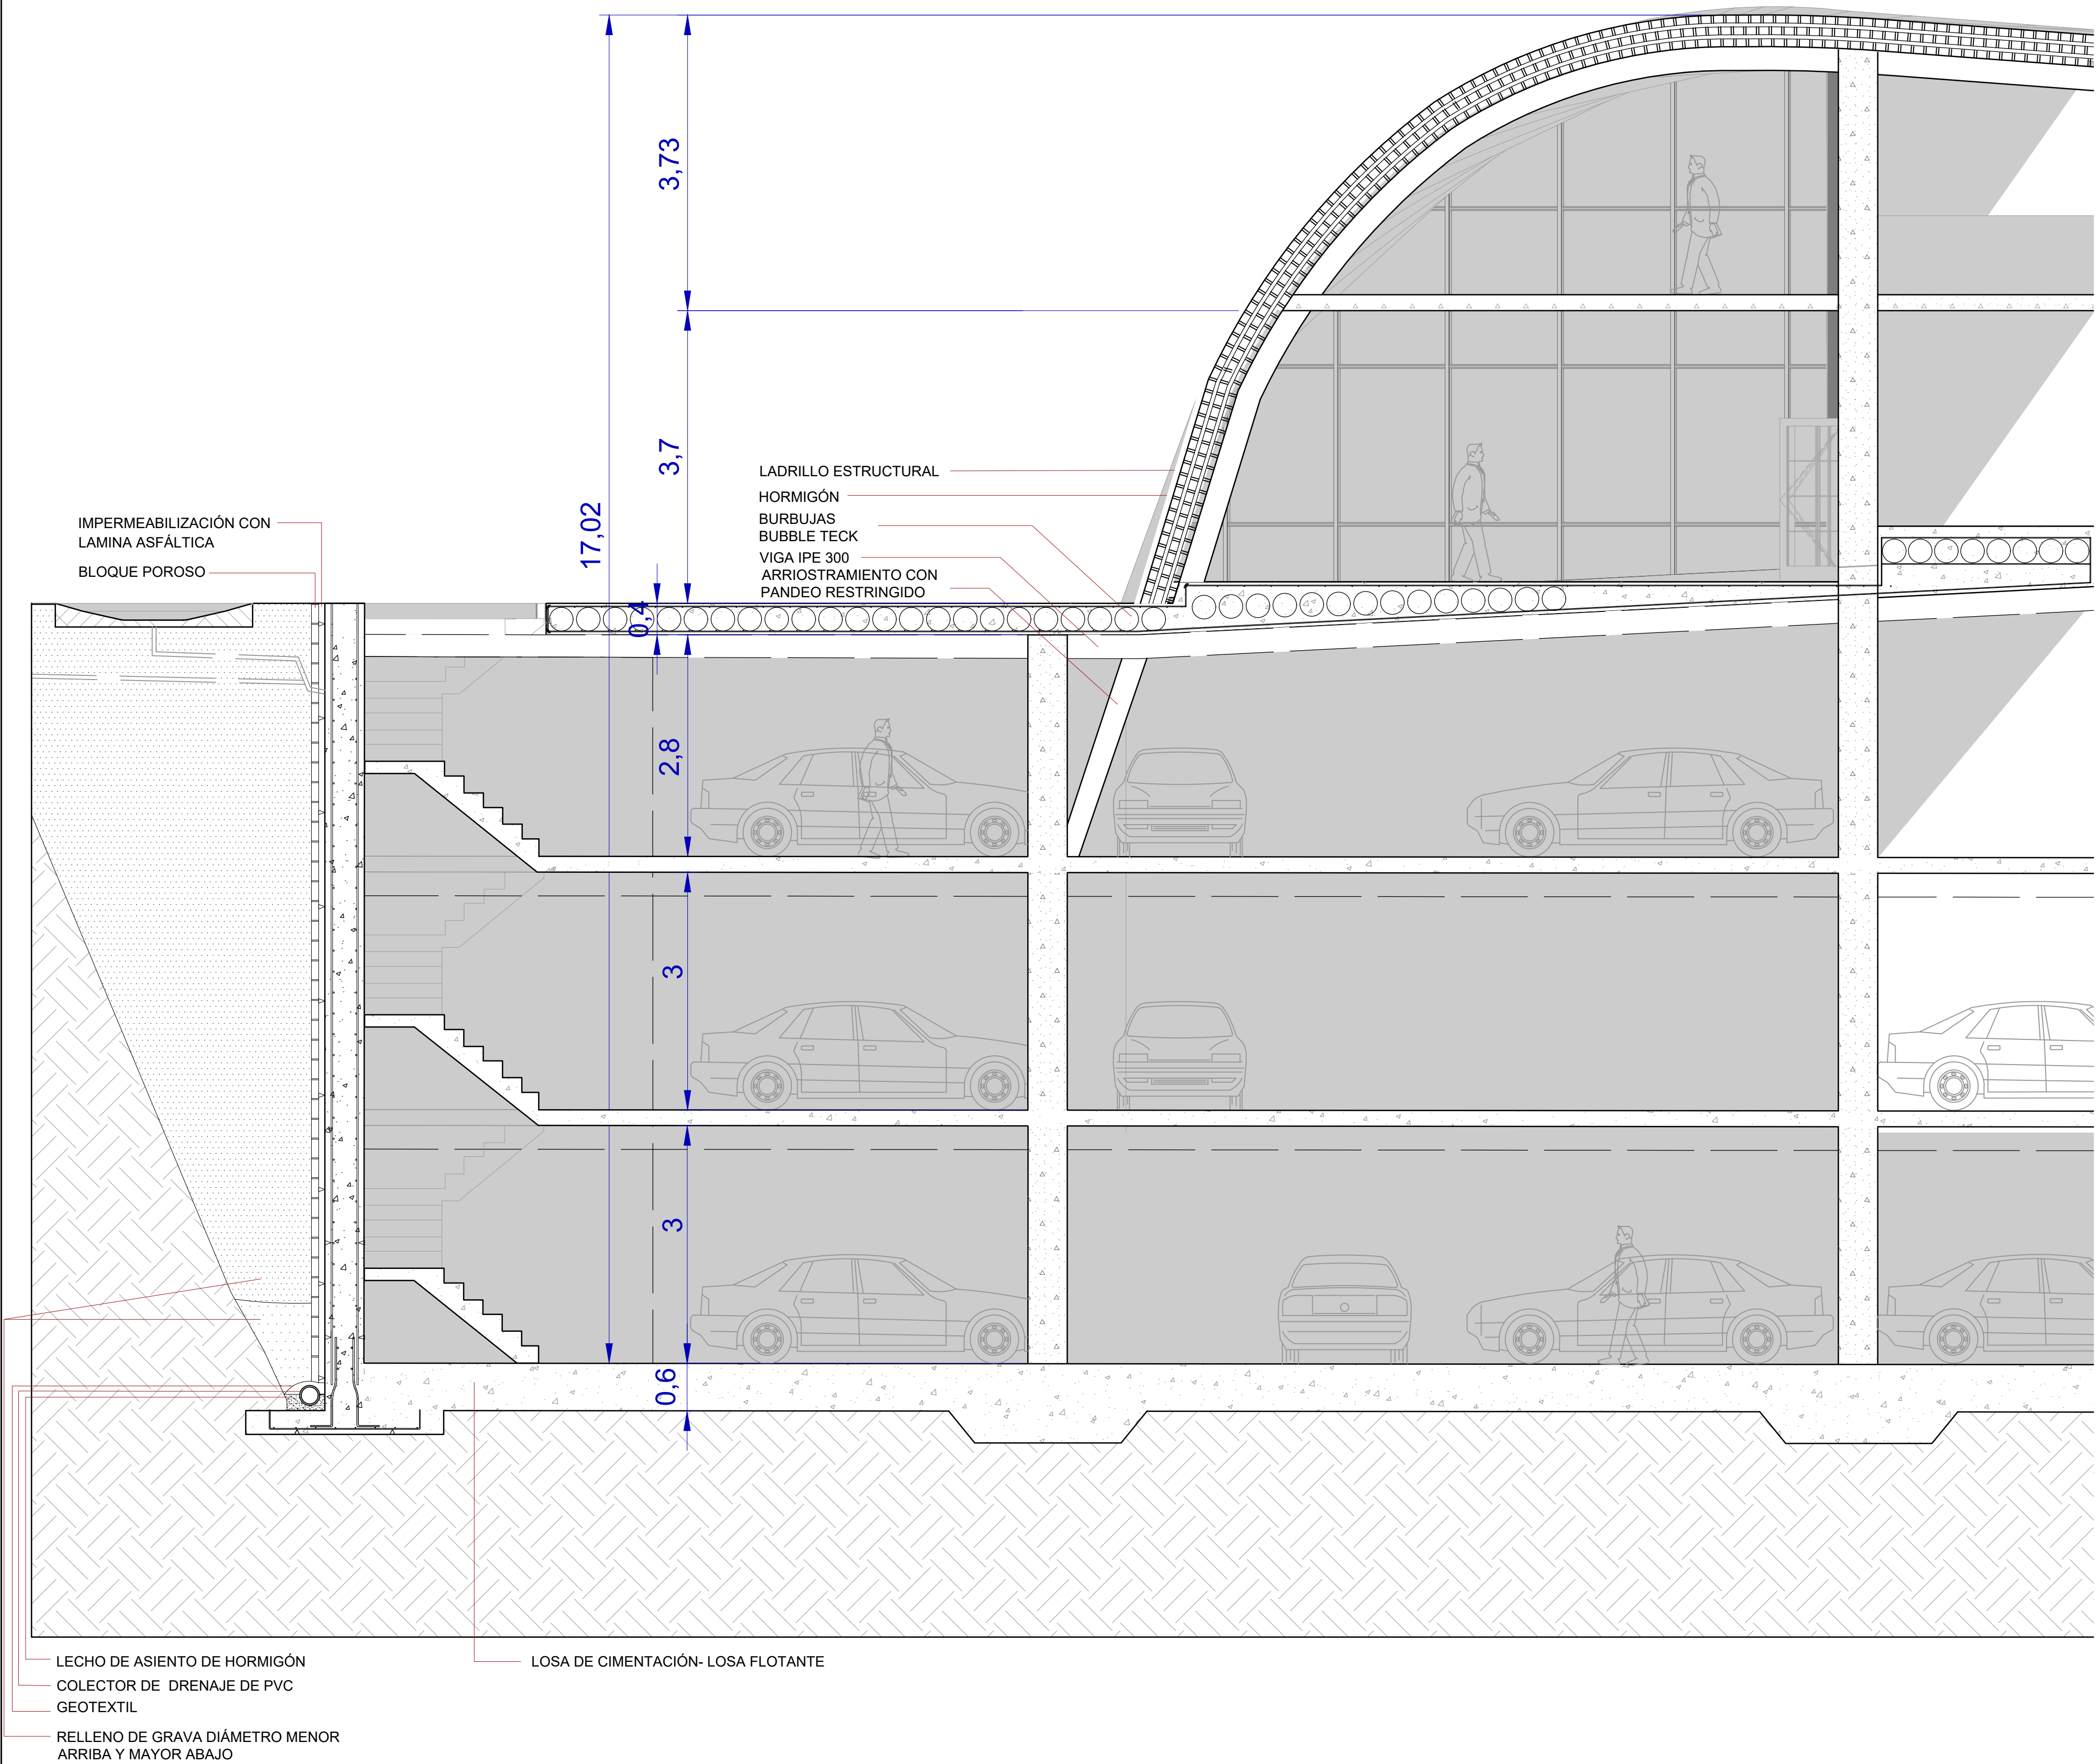 3,73
3,7
17,02
LADRILLO ESTRUCTURAL
HORMIGÓN
BURBUJAS
BUBBLE TECK
VIGA IPE 300
ARRIOSTRAMIENTO CON
PANDEO RESTRINGIDO
IMPERMEABILIZACIÓN CON
LAMINA ASFÁLTICA
BLOQUE POROSO
0,4
2,8
3
3
0,6
LECHO DE ASIENTO DE HORMIGÓN
COLECTOR DE DRENAJE DE PVC
GEOTEXTIL
RELLENO DE GRAVA DIÁMETRO MENOR
ARRIBA Y MAYOR ABAJO
LOSA DE CIMENTACIÓN- LOSA FLOTANTE